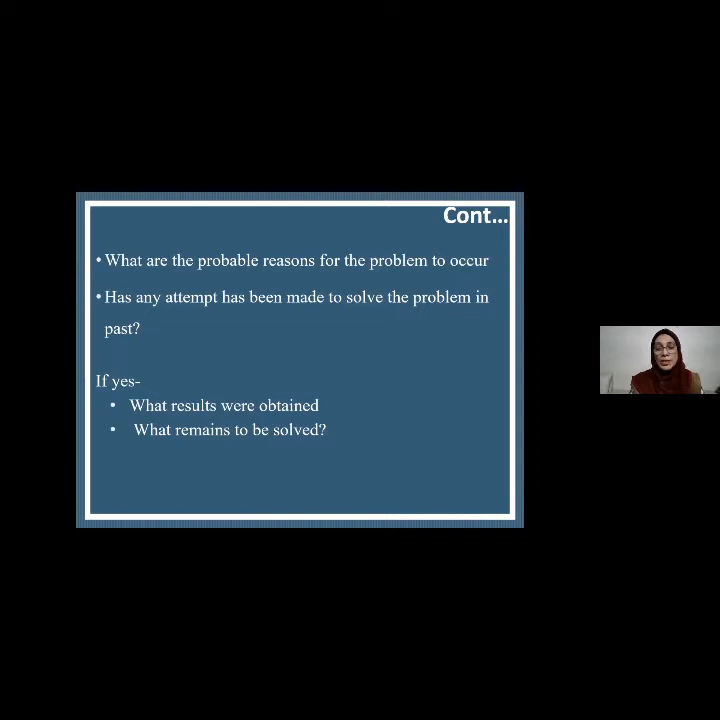 Cont...
• What are the probable reasons for the problem to occur
• Has any attempt has been made to solve the problem in
past?
If yes-
• What results were obtained
• What remains to be solved?